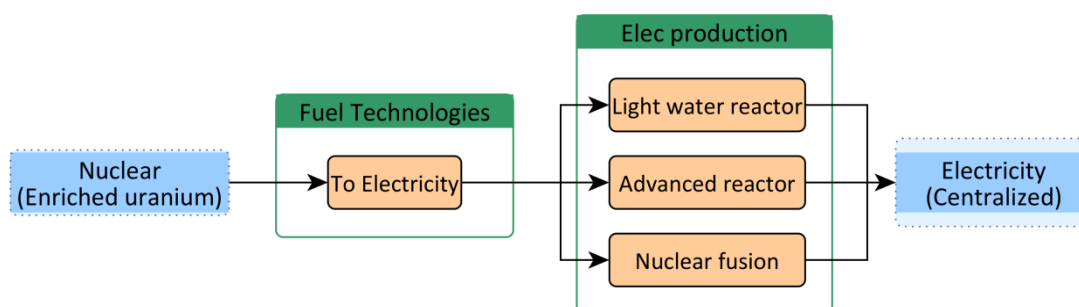 Elec production
Fuel Technologies
Light water reactor
Nuclear
(Enriched uranium)
To Electricity
Advanced reactor
Electricity
(Centralized)
Nuclear fusion